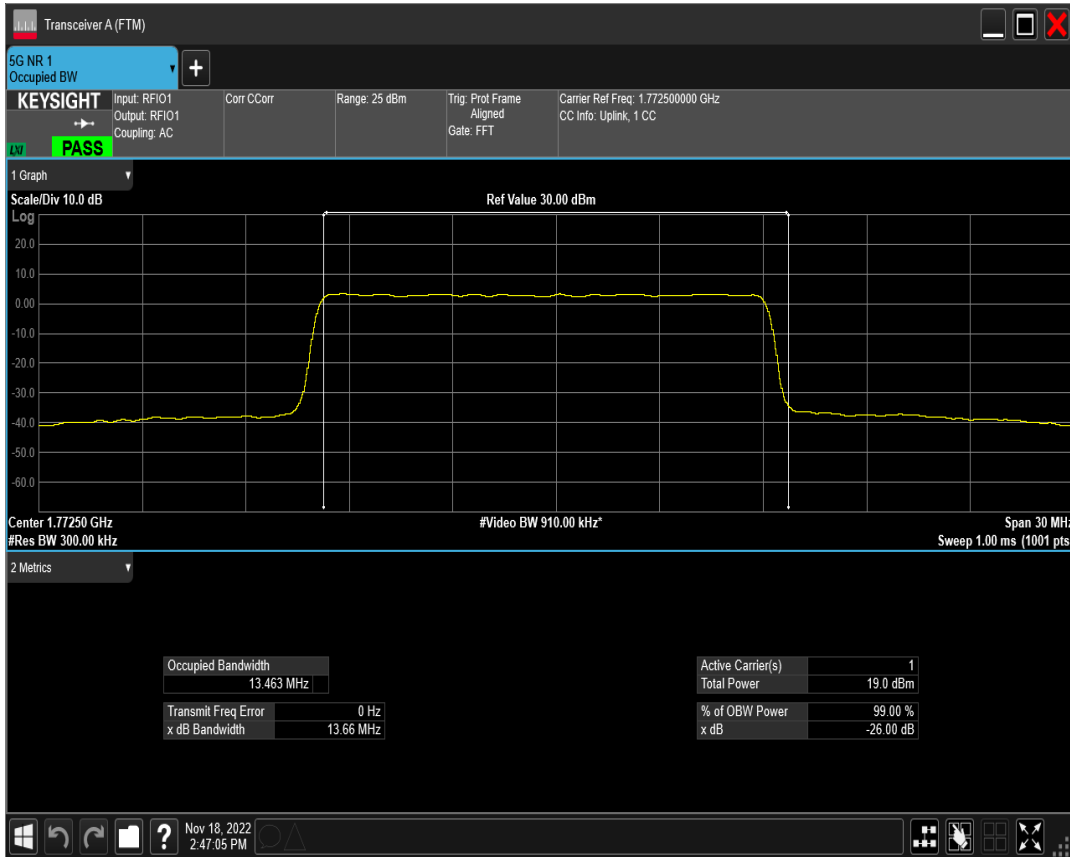 Transceiver A (FTM)
5G NR 1
Occupied BW
+
KEYSIGHT
LXI
PASS
Input: RFIO1
Output: RFIO1
Coupling: AC
Corr CCorr
Range: 25 dBm
Trig: Prot Frame
Aligned
Gate: FFT
Carrier Ref Freq: 1.772500000 GHz
CC Info: Uplink, 1 CC
1 Graph
Scale/Div 10.0 dB
Ref Value 30.00 dBm
Log
20.0
10.0
0.00
-10.0
-20.0
-30.0
-40.0
-50.0
-60.0
Center 1.77250 GHz
#Video BW 910.00 kHz*
Span 30 MHz
#Res BW 300.00 kHz
Sweep 1.00 ms (1001 pts
2 Metrics
Occupied Bandwidth
13.463 MHz
Transmit Freq Error 0 Hz
x dB Bandwidth 13.66 MHz
Active Carrier(s) 1
Total Power 19.0 dBm
% of OBW Power 99.00 %
x dB -26.00 dB
?
Nov 18, 2022
2:47:05 PM